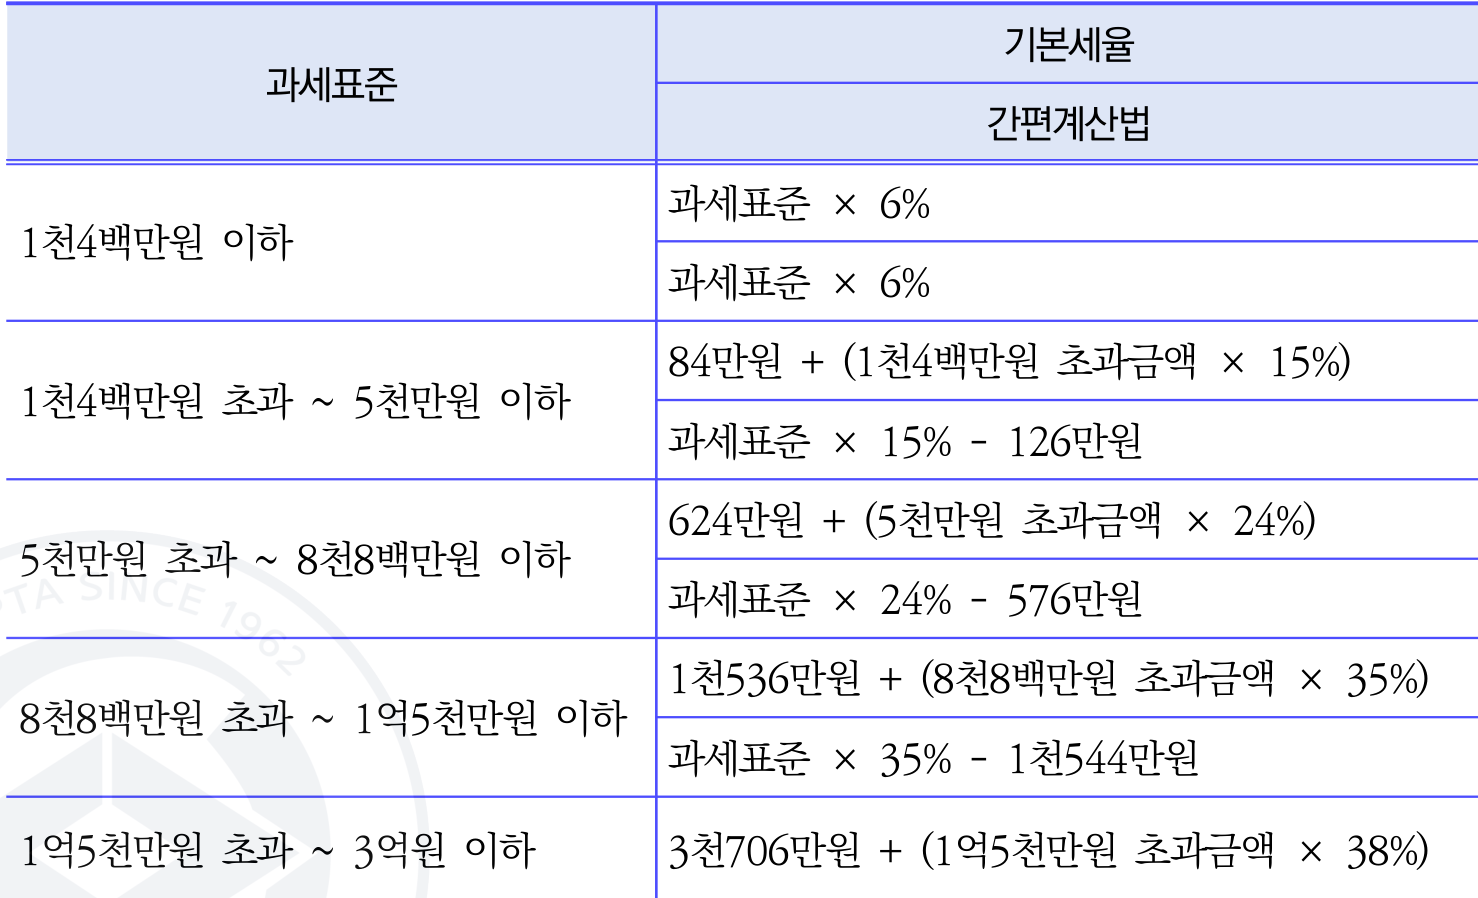 과세표준
기본세율
간편계산법
1천4백만원 이하
과세표준 × 6%
과세표준 × 6%
1천4백만원 초과 ~ 5천만원 이하
84만원 + (1천4백만원 초과금액 × 15%)
과세표준 × 15% - 126만원
5천만원 초과 ~ 8천8백만원 이하
624만원 + (5천만원 초과금액 × 24%)
과세표준 × 24% - 576만원
8천8백만원 초과 ~ 1억5천만원 이하
1천536만원 + (8천8백만원 초과금액 × 35%)
과세표준 × 35% - 1천544만원
1억5천만원 초과 ~ 3억원 이하
3천706만원 + (1억5천만원 초과금액 × 38%)
PTA SINCE 1962